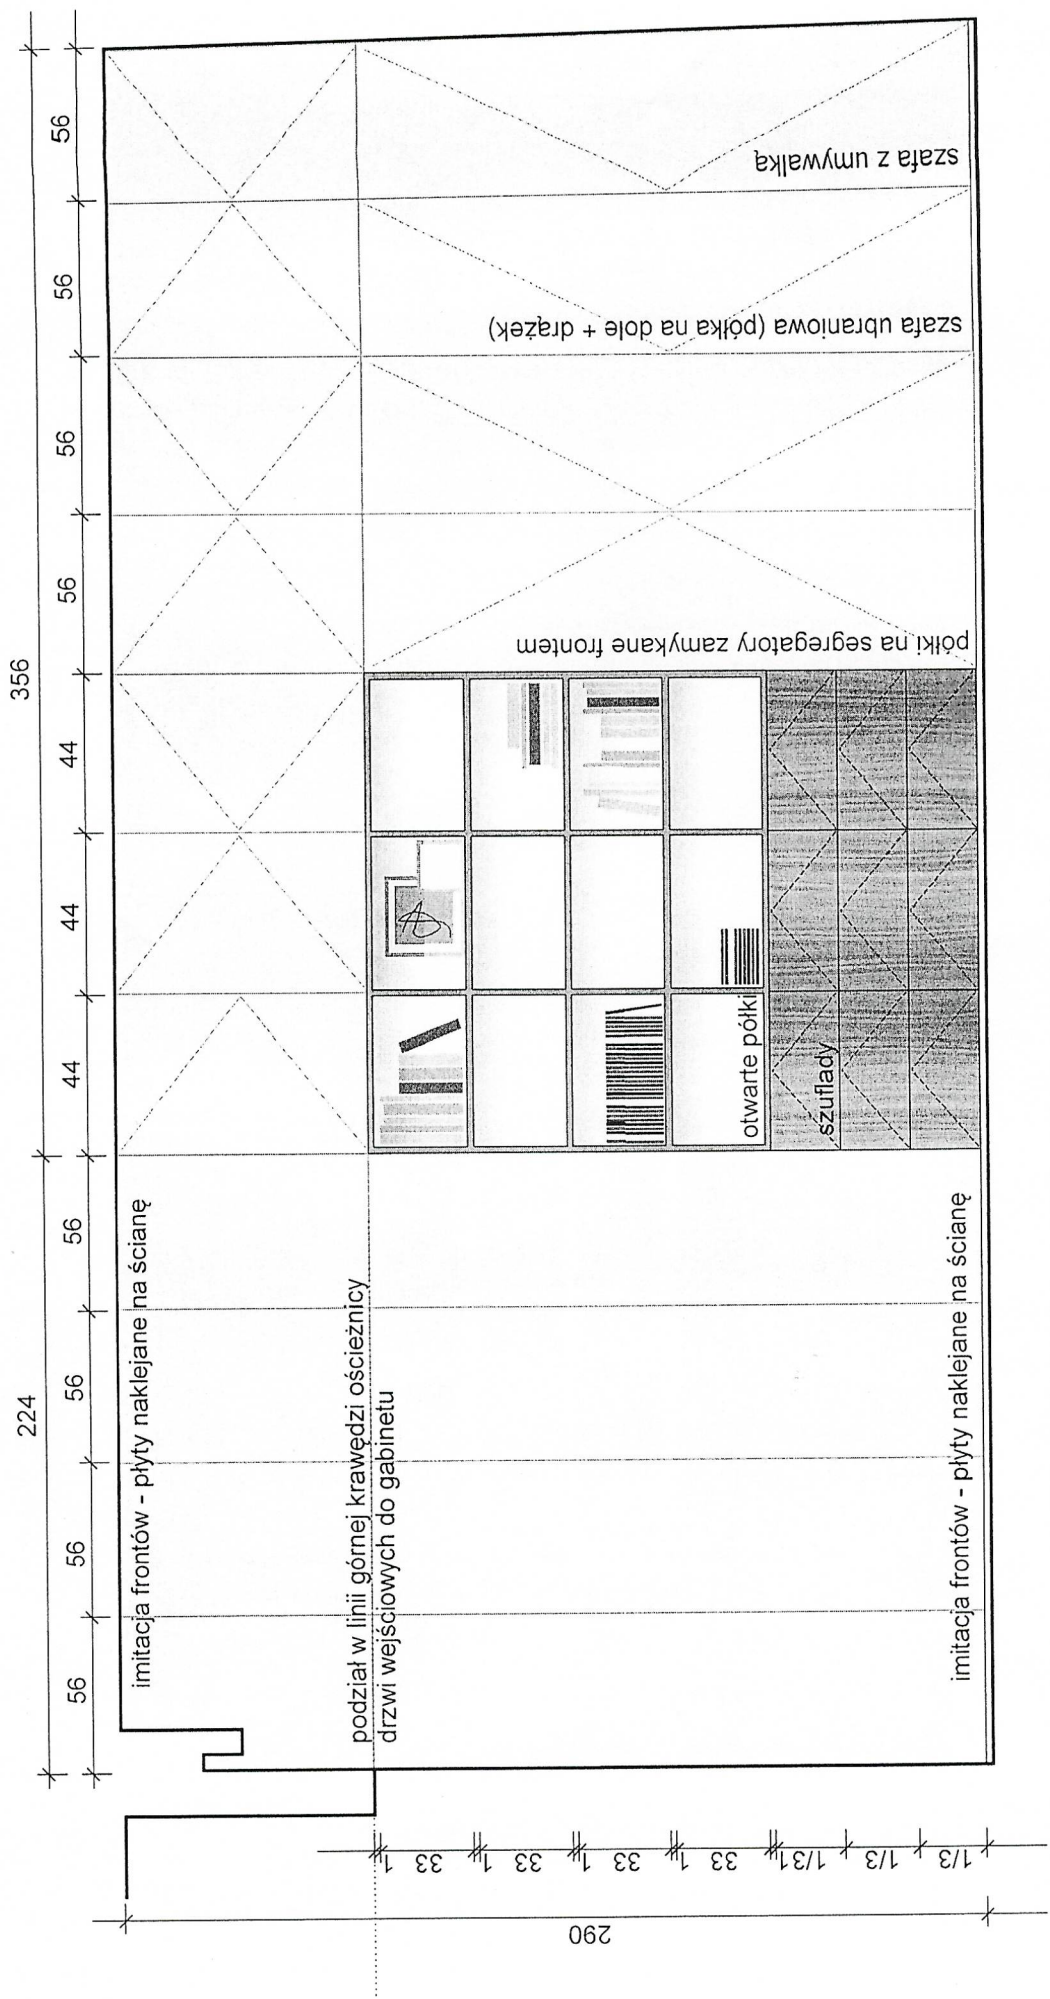 224
356
56
56
56
56
44
44
44
56
56
56
56
imitacja frontów - płyty naklejane na ścianę
podział w linii górnej krawędzi ościeżnicy
drzwi wejściowych do gabinetu
imitacja frontów - płyty naklejane na ścianę
otwarte półki
szuflady
półki na segregatory zamykane frontem
szafa ubraniowa (półka na dole + drążek)
szafa z umywalką
1
33
1
33
1
33
1
33
1
1/3
1/3
1/3
290